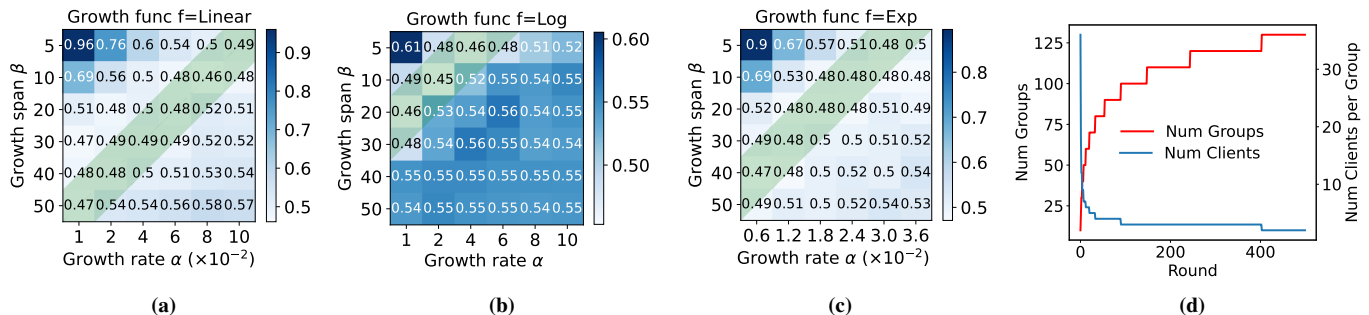 Growth func f=Linear
Growth span β
5 0.96 0.76 0.6 0.54 0.5 0.49
10 0.69 0.56 0.5 0.48 0.46 0.48
20 0.51 0.48 0.5 0.48 0.52 0.51
30 0.47 0.49 0.49 0.49 0.52 0.52
40 0.48 0.48 0.5 0.51 0.53 0.54
50 0.47 0.54 0.54 0.56 0.58 0.57
1 2 4 6 8 10
Growth rate α (×10⁻²)
0.9
0.8
0.7
0.6
0.5
(a)
Growth func f=Log
Growth span β
5 0.61 0.48 0.46 0.48 0.51 0.52
10 0.49 0.45 0.52 0.55 0.54 0.55
20 0.46 0.53 0.54 0.56 0.54 0.55
30 0.48 0.54 0.56 0.55 0.54 0.54
40 0.55 0.55 0.55 0.55 0.55 0.55
50 0.54 0.55 0.55 0.55 0.54 0.55
1 2 4 6 8 10
Growth rate α
0.60
0.55
0.50
(b)
Growth func f=Exp
Growth span β
5 0.9 0.67 0.57 0.51 0.48 0.5
10 0.69 0.53 0.48 0.48 0.48 0.48
20 0.52 0.48 0.48 0.48 0.51 0.49
30 0.49 0.48 0.5 0.5 0.51 0.51
40 0.47 0.48 0.5 0.52 0.5 0.54
50 0.49 0.51 0.5 0.52 0.53 0.53
0.6 1.2 1.8 2.4 3.0 3.6
Growth rate α (×10⁻²)
0.8
0.7
0.6
0.5
(c)
Num Groups
125
100
75
50
25
Num Groups
Num Clients
0 200 400
Round
30
20
10
Num Clients per Group
(d)